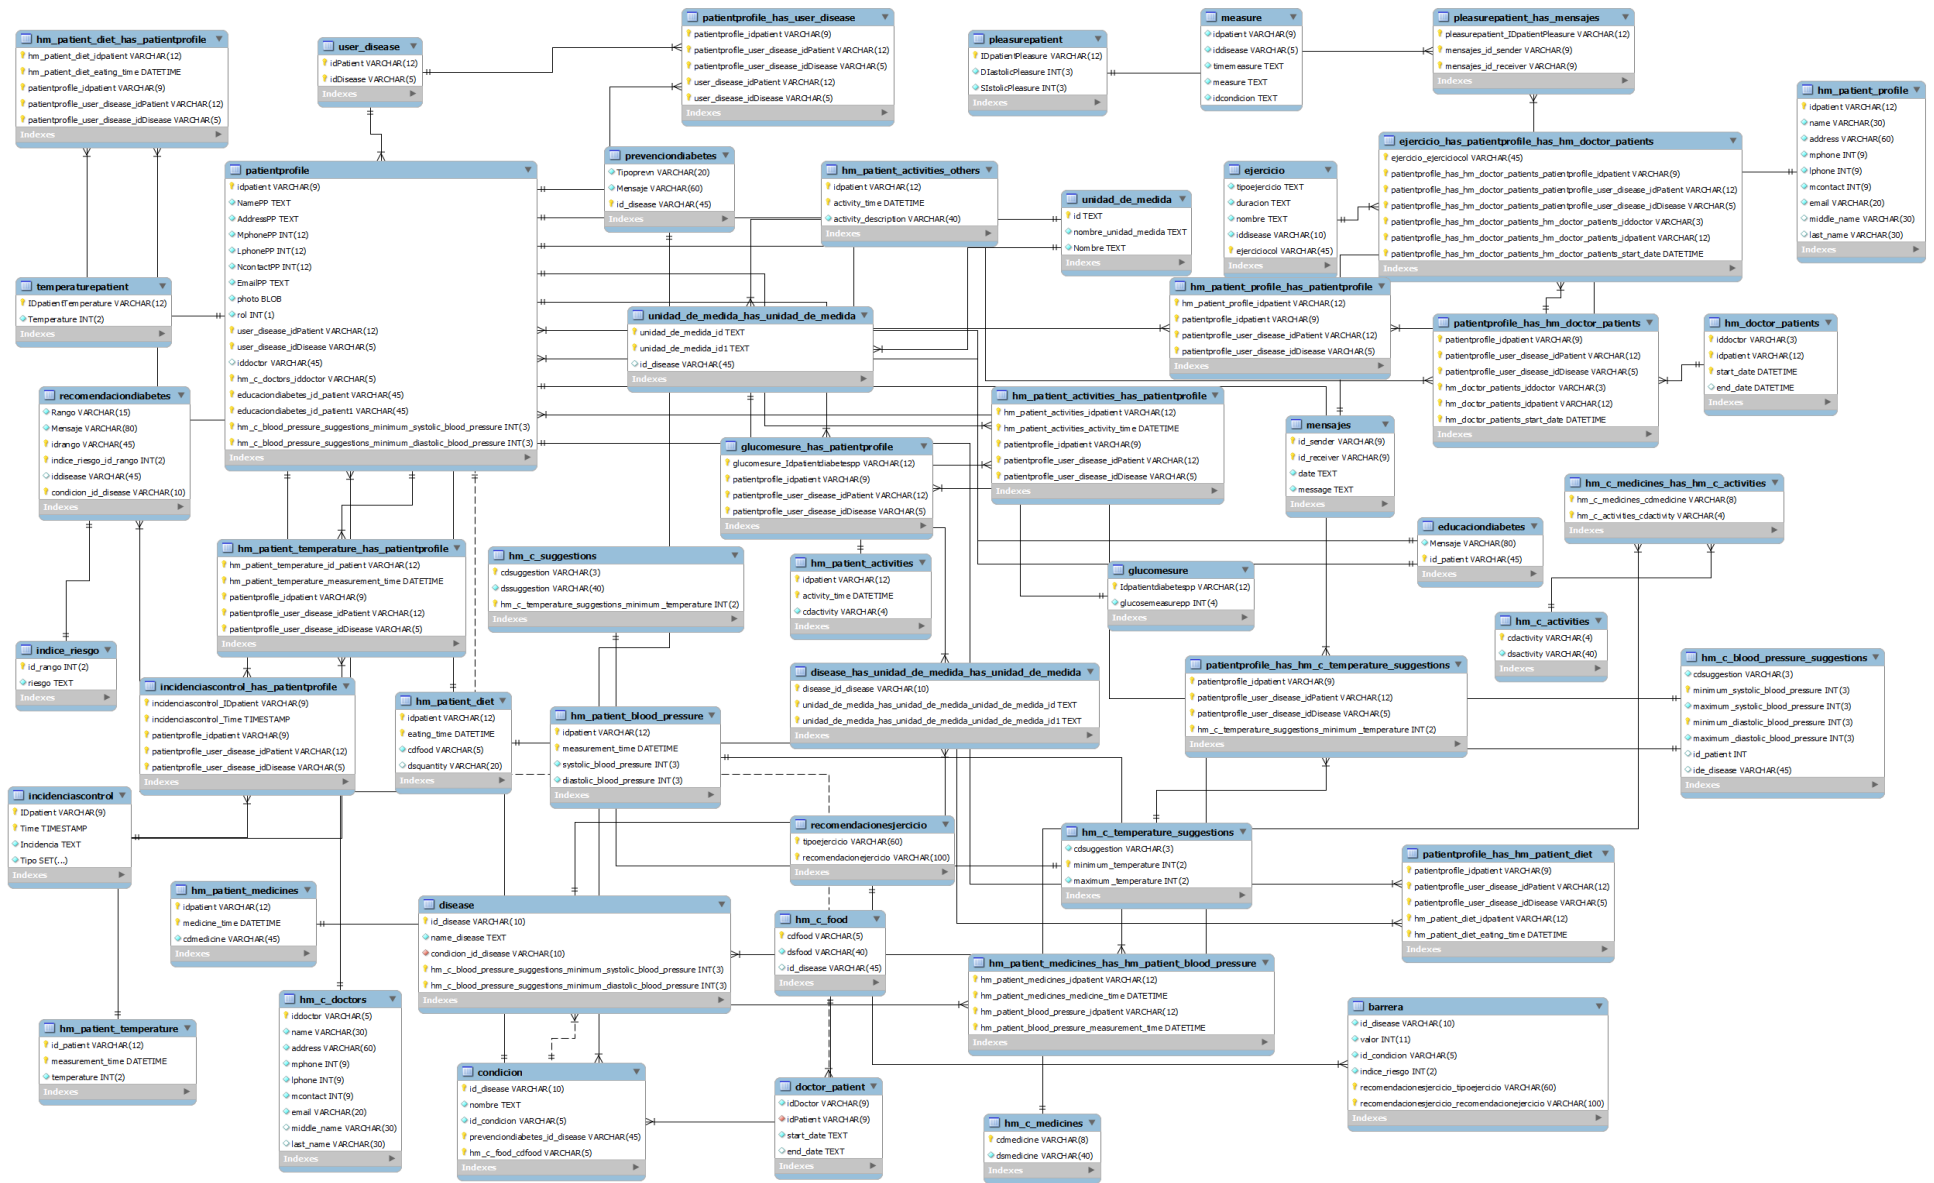 hm_patient_diet_has_patientprofile
hm_patient_diet_idpatient VARCHAR(12)
hm_patient_diet_eating_time DATETIME
patientprofile_idpatient VARCHAR(9)
patientprofile_user_disease_idPatient VARCHAR(12)
patientprofile_user_disease_idDisease VARCHAR(5)
Indexes
user_disease
idPatient VARCHAR(12)
idDisease VARCHAR(5)
Indexes
patientprofile_has_user_disease
patientprofile_idpatient VARCHAR(9)
patientprofile_user_disease_idPatient VARCHAR(12)
patientprofile_user_disease_idDisease VARCHAR(5)
user_disease_idPatient VARCHAR(12)
user_disease_idDisease VARCHAR(5)
Indexes
pleasurepatient
IDpatientPleasure VARCHAR(12)
DIastolicPleasure INT(3)
SIstolicPleasure INT(3)
Indexes
measure
idpatient VARCHAR(9)
iddisease VARCHAR(5)
timemeasure TEXT
measure TEXT
idcondicion TEXT
Indexes
pleasurepatient_has_mensajes
pleasurepatient_IDpatientPleasure VARCHAR(12)
mensajes_id_sender VARCHAR(9)
mensajes_id_receiver VARCHAR(9)
Indexes
hm_patient_profile
idpatient VARCHAR(12)
name VARCHAR(30)
address VARCHAR(60)
mphone INT(9)
lphone INT(9)
mcontact INT(9)
email VARCHAR(20)
middle_name VARCHAR(30)
last_name VARCHAR(30)
Indexes
patientprofile
idpatient VARCHAR(9)
NamePP TEXT
AddressPP TEXT
MphonePP INT(12)
LphonePP INT(12)
NcontactPP INT(12)
EmailPP TEXT
photo BLOB
rol INT(1)
user_disease_idPatient VARCHAR(12)
user_disease_idDisease VARCHAR(5)
iddoctor VARCHAR(45)
hm_c_doctors_iddoctor VARCHAR(5)
educaciondiabetes_id_patient VARCHAR(45)
educaciondiabetes_id_patient1 VARCHAR(45)
hm_c_blood_pressure_suggestions_minimum_systolic_blood_pressure INT(3)
hm_c_blood_pressure_suggestions_minimum_diastolic_blood_pressure INT(3)
Indexes
prevenciondiabetes
Tipoprevn VARCHAR(20)
Mensaje VARCHAR(60)
id_disease VARCHAR(45)
Indexes
hm_patient_activities_others
idpatient VARCHAR(12)
activity_time DATETIME
activity_description VARCHAR(40)
Indexes
unidad_de_medida
id TEXT
nombre_unidad_medida TEXT
Nombre TEXT
Indexes
ejercicio
tipoejercicio TEXT
duracion TEXT
nombre TEXT
iddisease VARCHAR(10)
ejerciciocol VARCHAR(45)
Indexes
ejercicio_has_patientprofile_has_hm_doctor_patients
ejercicio_ejerciciocol VARCHAR(45)
patientprofile_has_hm_doctor_patients_patientprofile_idpatient VARCHAR(9)
patientprofile_has_hm_doctor_patients_patientprofile_user_disease_idPatient VARCHAR(12)
patientprofile_has_hm_doctor_patients_patientprofile_user_disease_idDisease VARCHAR(5)
patientprofile_has_hm_doctor_patients_hm_doctor_patients_iddoctor VARCHAR(3)
patientprofile_has_hm_doctor_patients_hm_doctor_patients_idpatient VARCHAR(12)
patientprofile_has_hm_doctor_patients_hm_doctor_patients_start_date DATETIME
Indexes
temperaturepatient
IDpatientTemperature VARCHAR(12)
Temperature INT(2)
Indexes
unidad_de_medida_has_unidad_de_medida
unidad_de_medida_id TEXT
unidad_de_medida_id1 TEXT
id_disease VARCHAR(45)
Indexes
hm_patient_profile_has_patientprofile
hm_patient_profile_idpatient VARCHAR(12)
patientprofile_idpatient VARCHAR(9)
patientprofile_user_disease_idPatient VARCHAR(12)
patientprofile_user_disease_idDisease VARCHAR(5)
Indexes
patientprofile_has_hm_doctor_patients
patientprofile_idpatient VARCHAR(9)
patientprofile_user_disease_idPatient VARCHAR(12)
patientprofile_user_disease_idDisease VARCHAR(5)
hm_doctor_patients_iddoctor VARCHAR(3)
hm_doctor_patients_idpatient VARCHAR(12)
hm_doctor_patients_start_date DATETIME
Indexes
hm_doctor_patients
iddoctor VARCHAR(3)
idpatient VARCHAR(12)
start_date DATETIME
end_date DATETIME
Indexes
recomendaciondiabetes
Rango VARCHAR(15)
Mensaje VARCHAR(80)
idrango VARCHAR(45)
indice_riesgo_id_rango INT(2)
iddisease VARCHAR(45)
condicion_id_disease VARCHAR(10)
Indexes
hm_patient_activities_has_patientprofile
hm_patient_activities_idpatient VARCHAR(12)
hm_patient_activities_activity_time DATETIME
patientprofile_idpatient VARCHAR(9)
patientprofile_user_disease_idPatient VARCHAR(12)
patientprofile_user_disease_idDisease VARCHAR(5)
Indexes
mensajes
id_sender VARCHAR(9)
id_receiver VARCHAR(9)
date TEXT
message TEXT
Indexes
glucomesure_has_patientprofile
glucomesure_Idpatientdiabetespp VARCHAR(12)
patientprofile_idpatient VARCHAR(9)
patientprofile_user_disease_idPatient VARCHAR(12)
patientprofile_user_disease_idDisease VARCHAR(5)
Indexes
hm_c_medicines_has_hm_c_activities
hm_c_medicines_cdmedicine VARCHAR(8)
hm_c_activities_cdactivity VARCHAR(4)
Indexes
educaciondiabetes
Mensaje VARCHAR(80)
id_patient VARCHAR(45)
Indexes
hm_patient_temperature_has_patientprofile
hm_patient_temperature_id_patient VARCHAR(12)
hm_patient_temperature_measurement_time DATETIME
patientprofile_idpatient VARCHAR(9)
patientprofile_user_disease_idPatient VARCHAR(12)
patientprofile_user_disease_idDisease VARCHAR(5)
Indexes
hm_c_suggestions
cdsuggestion VARCHAR(3)
dssuggestion VARCHAR(40)
hm_c_temperature_suggestions_minimum_temperature INT(2)
Indexes
hm_patient_activities
idpatient VARCHAR(12)
activity_time DATETIME
cdactivity VARCHAR(4)
Indexes
glucomesure
Idpatientdiabetespp VARCHAR(12)
glucosemeasurepp INT(4)
Indexes
hm_c_activities
cdactivity VARCHAR(4)
dsactivity VARCHAR(40)
Indexes
indice_riesgo
id_rango INT(2)
riesgo TEXT
Indexes
incidenciascontrol_has_patientprofile
incidenciascontrol_IDpatient VARCHAR(9)
incidenciascontrol_Time TIMESTAMP
patientprofile_idpatient VARCHAR(9)
patientprofile_user_disease_idPatient VARCHAR(12)
patientprofile_user_disease_idDisease VARCHAR(5)
Indexes
hm_patient_diet
idpatient VARCHAR(12)
eating_time DATETIME
cdfood VARCHAR(5)
dsquantity VARCHAR(20)
Indexes
hm_patient_blood_pressure
idpatient VARCHAR(12)
measurement_time DATETIME
systolic_blood_pressure INT(3)
diastolic_blood_pressure INT(3)
Indexes
disease_has_unidad_de_medida_has_unidad_de_medida
disease_id_disease VARCHAR(10)
unidad_de_medida_has_unidad_de_medida_unidad_de_medida_id TEXT
unidad_de_medida_has_unidad_de_medida_unidad_de_medida_id1 TEXT
Indexes
patientprofile_has_hm_c_temperature_suggestions
patientprofile_idpatient VARCHAR(9)
patientprofile_user_disease_idPatient VARCHAR(12)
patientprofile_user_disease_idDisease VARCHAR(5)
hm_c_temperature_suggestions_minimum_temperature INT(2)
Indexes
hm_c_blood_pressure_suggestions
cdsuggestion VARCHAR(3)
minimum_systolic_blood_pressure INT(3)
maximum_systolic_blood_pressure INT(3)
minimum_diastolic_blood_pressure INT(3)
maximum_diastolic_blood_pressure INT(3)
id_patient INT
ide_disease VARCHAR(45)
Indexes
incidenciascontrol
IDpatient VARCHAR(9)
Time TIMESTAMP
Incidencia TEXT
Tipo SET(...)
Indexes
recomendacionesjercicio
tipoejercicio VARCHAR(60)
recomendacionejercicio VARCHAR(100)
Indexes
hm_c_temperature_suggestions
cdsuggestion VARCHAR(3)
minimum_temperature INT(2)
maximum_temperature INT(2)
Indexes
patientprofile_has_hm_patient_diet
patientprofile_idpatient VARCHAR(9)
patientprofile_user_disease_idPatient VARCHAR(12)
patientprofile_user_disease_idDisease VARCHAR(5)
hm_patient_diet_idpatient VARCHAR(12)
hm_patient_diet_eating_time DATETIME
Indexes
hm_patient_medicines
idpatient VARCHAR(12)
medicine_time DATETIME
cdmedicine VARCHAR(45)
Indexes
disease
id_disease VARCHAR(10)
name_disease TEXT
condicion_id_disease VARCHAR(10)
hm_c_blood_pressure_suggestions_minimum_systolic_blood_pressure INT(3)
hm_c_blood_pressure_suggestions_minimum_diastolic_blood_pressure INT(3)
Indexes
hm_c_food
cdfood VARCHAR(5)
dsfood VARCHAR(40)
id_disease VARCHAR(45)
Indexes
hm_patient_medicines_has_hm_patient_blood_pressure
hm_patient_medicines_idpatient VARCHAR(12)
hm_patient_medicines_medicine_time DATETIME
hm_patient_blood_pressure_idpatient VARCHAR(12)
hm_patient_blood_pressure_measurement_time DATETIME
Indexes
hm_c_doctors
iddoctor VARCHAR(5)
name VARCHAR(30)
address VARCHAR(60)
mphone INT(9)
lphone INT(9)
mcontact INT(9)
email VARCHAR(20)
middle_name VARCHAR(30)
last_name VARCHAR(30)
Indexes
barrera
id_disease VARCHAR(10)
valor INT(11)
id_condicion VARCHAR(5)
indice_riesgo INT(2)
recomendacionesjercicio_tipoejercicio VARCHAR(60)
recomendacionesjercicio_recomendacionejercicio VARCHAR(100)
Indexes
hm_patient_temperature
id_patient VARCHAR(12)
measurement_time DATETIME
temperature INT(2)
Indexes
condicion
id_disease VARCHAR(10)
nombre TEXT
id_condicion VARCHAR(5)
prevenciondiabetes_id_disease VARCHAR(45)
hm_c_food_cdfood VARCHAR(5)
Indexes
doctor_patient
idDoctor VARCHAR(9)
idPatient VARCHAR(9)
start_date TEXT
end_date TEXT
Indexes
hm_c_medicines
cdmedicine VARCHAR(8)
dsmedicine VARCHAR(40)
Indexes